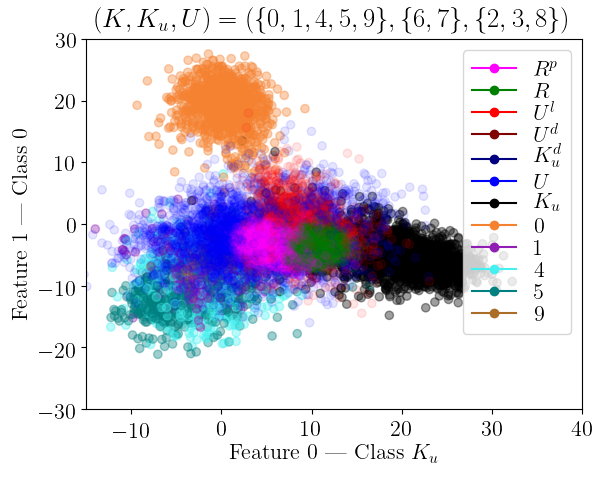 (K, K_u, U) = ({0, 1, 4, 5, 9}, {6, 7}, {2, 3, 8})
30
20
10
0
−10
−20
−30
Feature 1 — Class 0
R^p
R
U^l
U^d
K_u^d
U
K_u
0
1
4
5
9
−10
0
10
20
30
40
Feature 0 — Class K_u